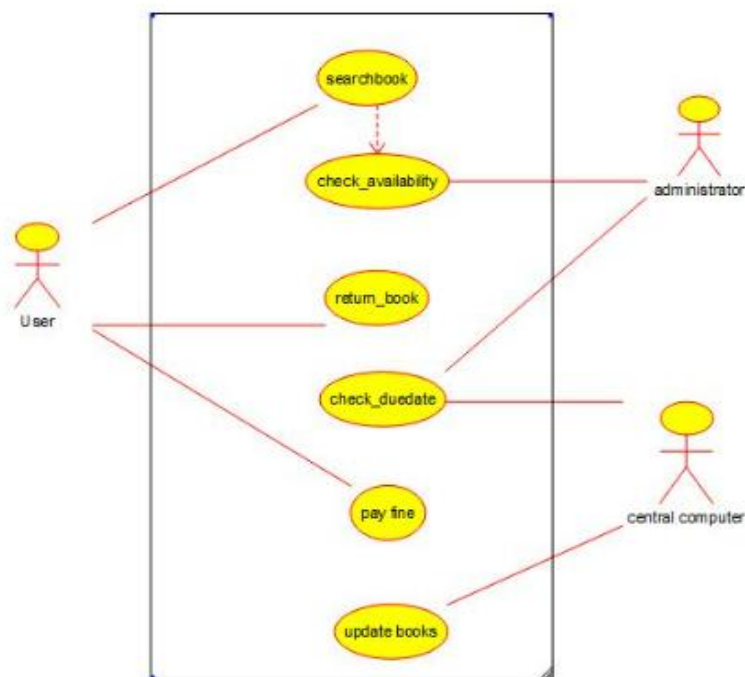 searchbook
check_availability
administrator
return_book
User
check_duedate
pay fine
central computer
update books